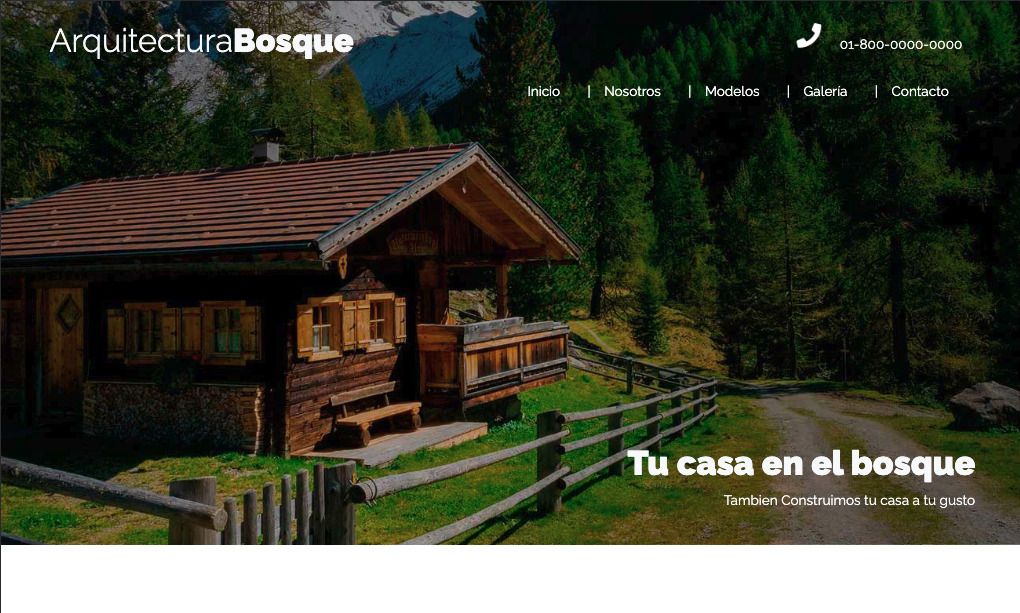 ArquitecturaBosque
01-800-0000-0000
Inicio | Nosotros | Modelos | Galería | Contacto
Tu casa en el bosque
Tambien Construimos tu casa a tu gusto